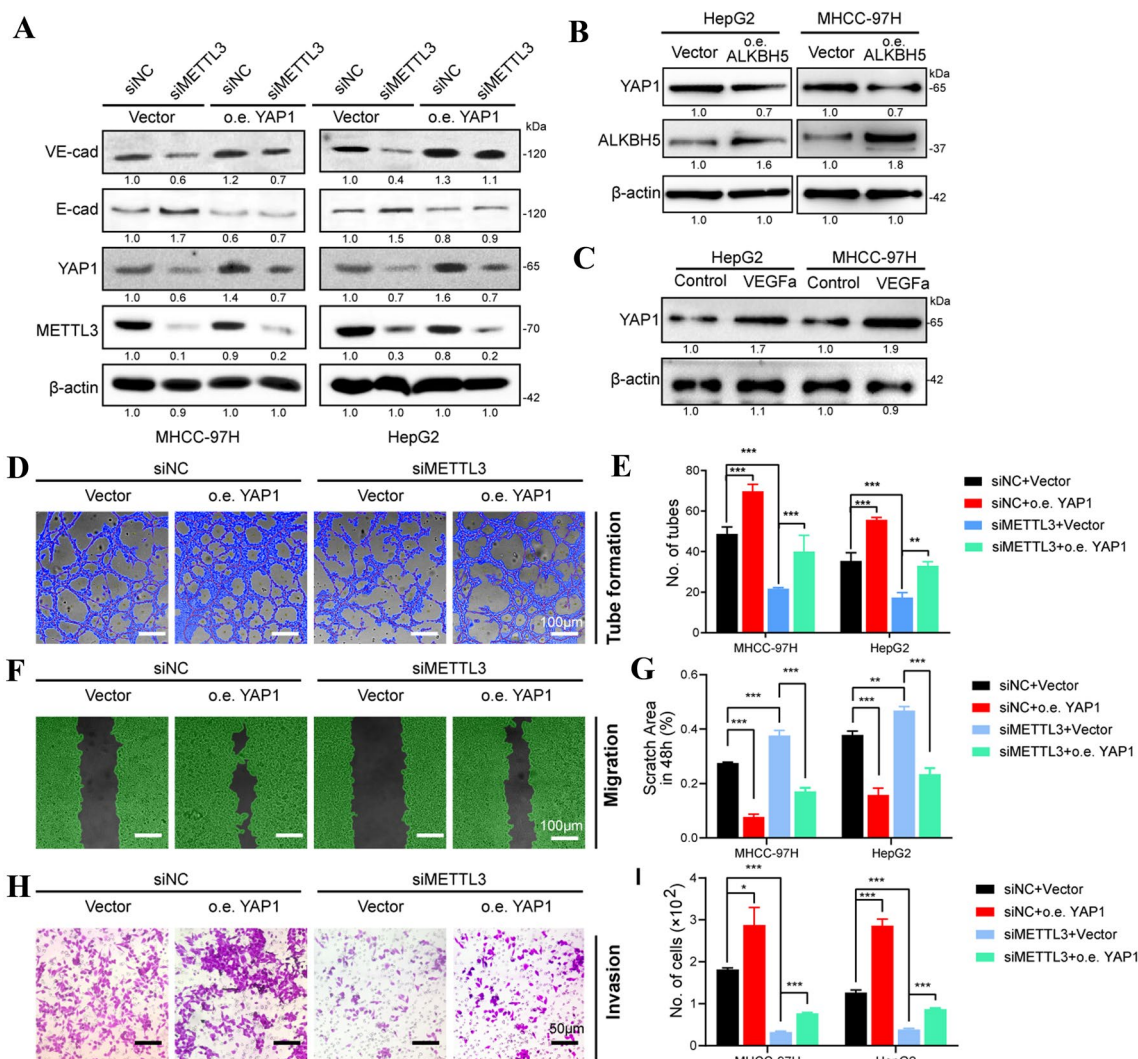 A
siNC siMETTL3 siNC siMETTL3 siNC siMETTL3 siNC siMETTL3
Vector o.e. YAP1 Vector o.e. YAP1
kDa
VE-cad -120
1.0 0.6 1.2 0.7 1.0 0.4 1.3 1.1
E-cad -120
1.0 1.7 0.6 0.7 1.0 1.5 0.8 0.9
YAP1 -65
1.0 0.6 1.4 0.7 1.0 0.7 1.6 0.7
METTL3 -70
1.0 0.1 0.9 0.2 1.0 0.3 0.8 0.2
β-actin -42
1.0 0.9 1.0 1.0 1.0 1.0 1.0 1.0
MHCC-97H HepG2
B
HepG2 MHCC-97H
Vector o.e. ALKBH5 Vector o.e. ALKBH5
kDa
YAP1 -65
1.0 0.7 1.0 0.7
ALKBH5 -37
1.0 1.6 1.0 1.8
β-actin -42
1.0 1.0 1.0 1.0
C
HepG2 MHCC-97H
Control VEGFa Control VEGFa
kDa
YAP1 -65
1.0 1.7 1.0 1.9
β-actin -42
1.0 1.1 1.0 0.9
D
siNC siMETTL3
Vector o.e. YAP1 Vector o.e. YAP1
100μm
Tube formation
E
No. of tubes
80
60
40
20
0
*** *** *** *** *** **
MHCC-97H HepG2
siNC+Vector
siNC+o.e. YAP1
siMETTL3+Vector
siMETTL3+o.e. YAP1
F
siNC siMETTL3
Vector o.e. YAP1 Vector o.e. YAP1
100μm
Migration
G
Scratch Area
in 48h (%)
0.6
0.4
0.2
0.0
*** *** *** *** ** ***
MHCC-97H HepG2
siNC+Vector
siNC+o.e. YAP1
siMETTL3+Vector
siMETTL3+o.e. YAP1
H
siNC siMETTL3
Vector o.e. YAP1 Vector o.e. YAP1
50μm
Invasion
I
No. of cells (×10²)
4
3
2
1
0
*** * *** *** *** ***
MHCC-97H HepG2
siNC+Vector
siNC+o.e. YAP1
siMETTL3+Vector
siMETTL3+o.e. YAP1